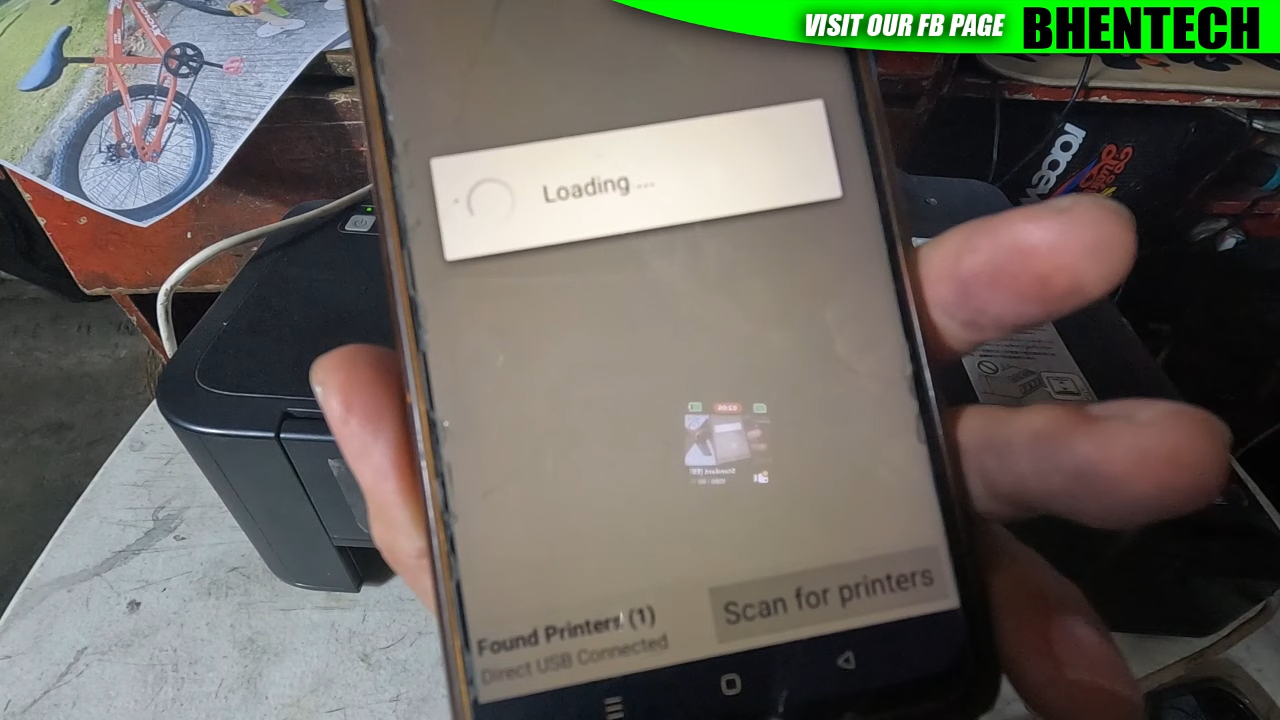 VISIT OUR FB PAGE BHENTECH
Loading ...
Scan for printers
Found Printers (1)
Direct USB Connected